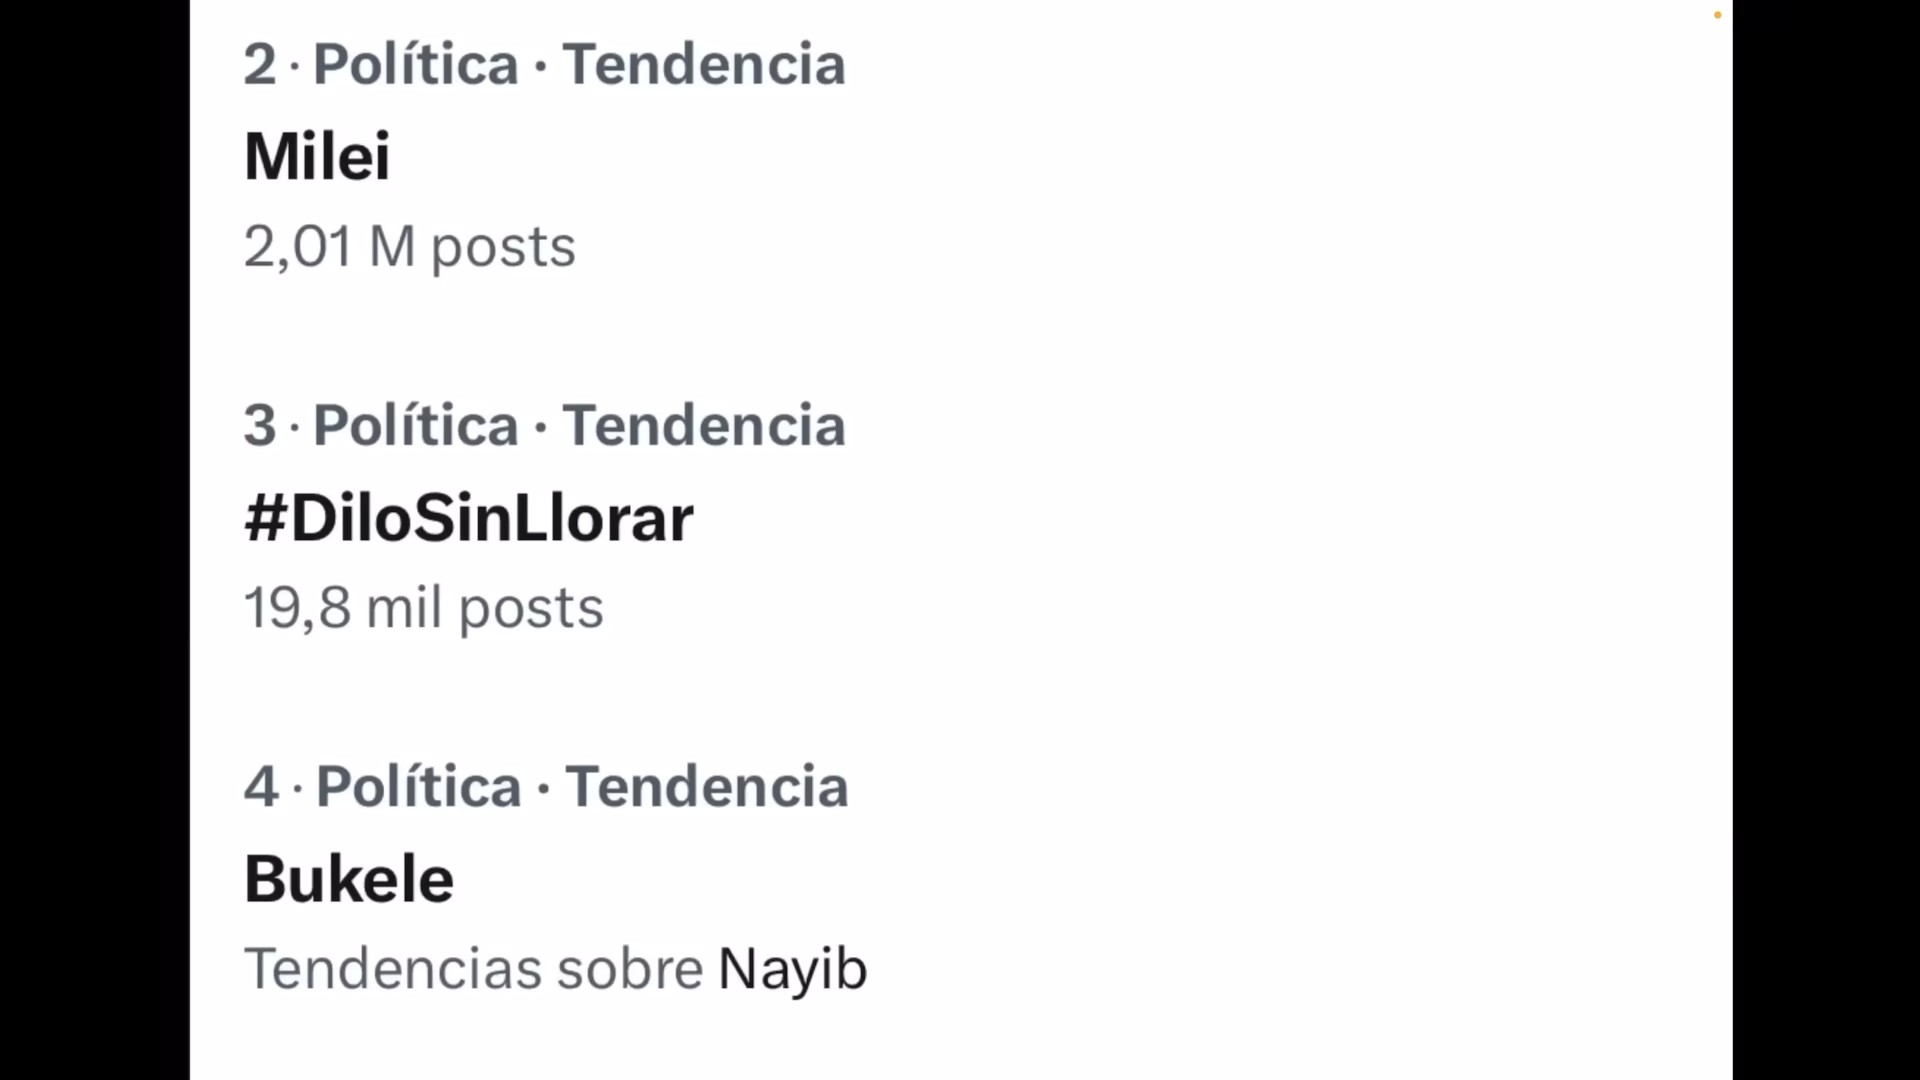 2 · Política · Tendencia
Milei
2,01 M posts
3 · Política · Tendencia
#DiloSinLlorar
19,8 mil posts
4 · Política · Tendencia
Bukele
Tendencias sobre Nayib